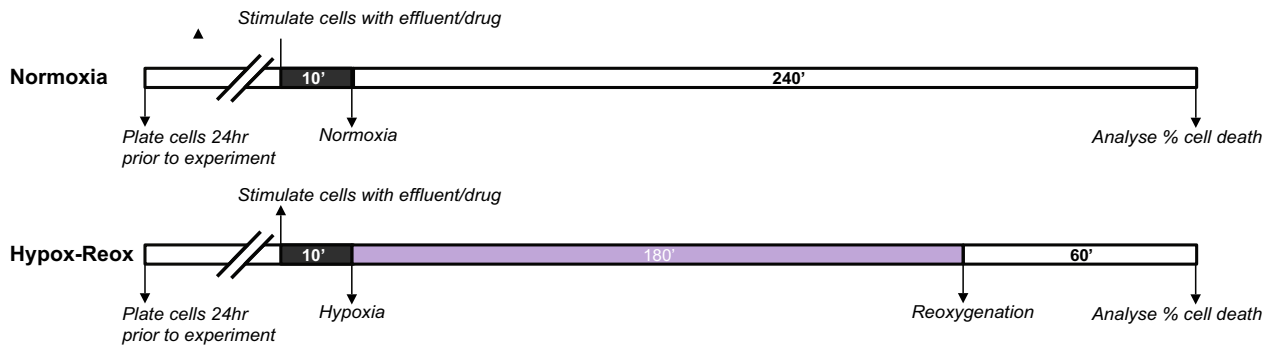 Stimulate cells with effluent/drug
Normoxia 10’ 240’
Plate cells 24hr
prior to experiment
Normoxia
Analyse % cell death
Stimulate cells with effluent/drug
Hypox-Reox 10’ 180’ 60’
Plate cells 24hr
prior to experiment
Hypoxia
Reoxygenation
Analyse % cell death